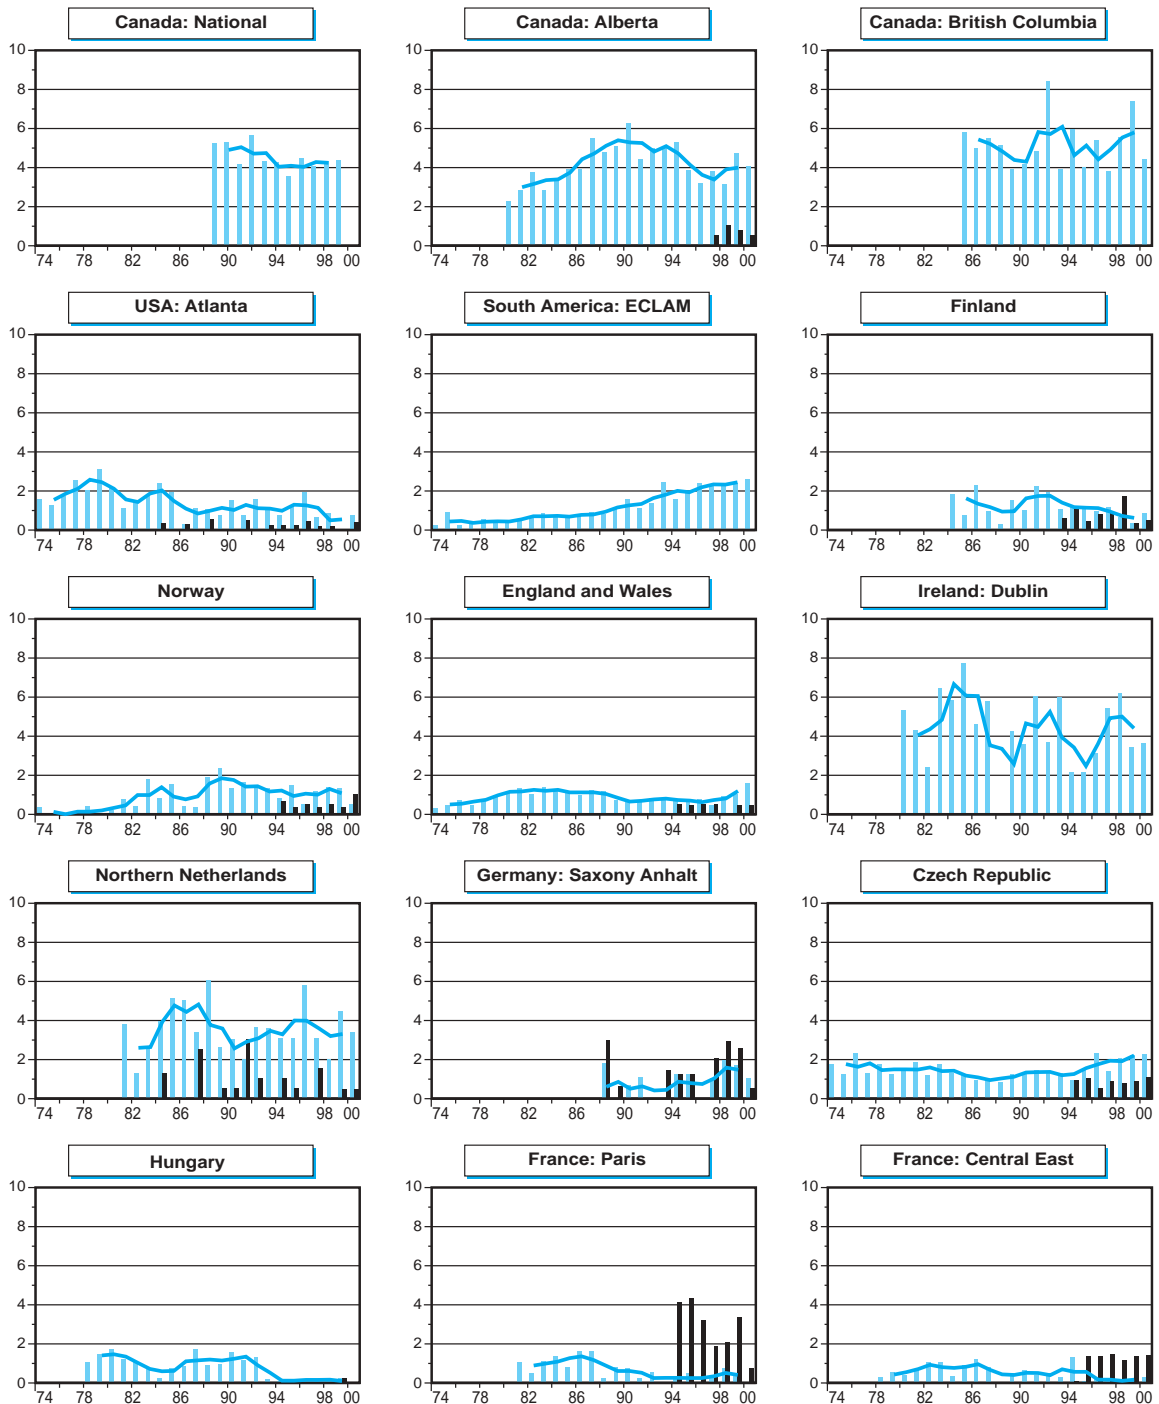 Canada: National Canada: Alberta Canada: British Columbia
10 10 10
8 8 8
6 6 6
4 4 4
2 2 2
0 0 0
74 78 82 86 90 94 98 00 74 78 82 86 90 94 98 00 74 78 82 86 90 94 98 00
USA: Atlanta South America: ECLAM Finland
10 10 10
8 8 8
6 6 6
4 4 4
2 2 2
0 0 0
74 78 82 86 90 94 98 00 74 78 82 86 90 94 98 00 74 78 82 86 90 94 98 00
Norway England and Wales Ireland: Dublin
10 10 10
8 8 8
6 6 6
4 4 4
2 2 2
0 0 0
74 78 82 86 90 94 98 00 74 78 82 86 90 94 98 00 74 78 82 86 90 94 98 00
Northern Netherlands Germany: Saxony Anhalt Czech Republic
10 10 10
8 8 8
6 6 6
4 4 4
2 2 2
0 0 0
74 78 82 86 90 94 98 00 74 78 82 86 90 94 98 00 74 78 82 86 90 94 98 00
Hungary France: Paris France: Central East
10 10 10
8 8 8
6 6 6
4 4 4
2 2 2
0 0 0
74 78 82 86 90 94 98 00 74 78 82 86 90 94 98 00 74 78 82 86 90 94 98 00